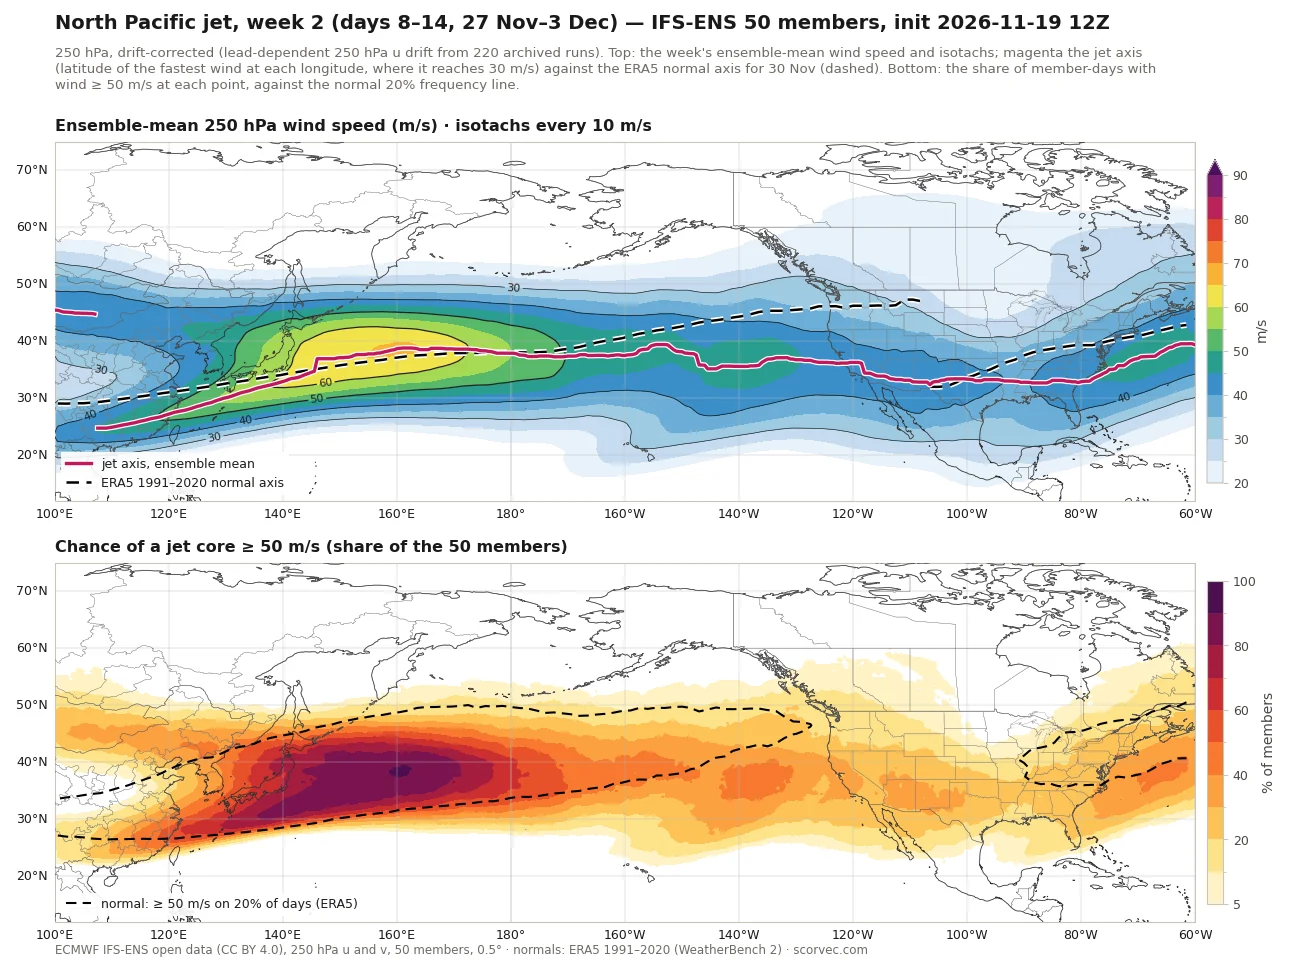 North Pacific jet, week 2 (days 8–14, 27 Nov–3 Dec) — IFS-ENS 50 members, init 2026-11-19 12Z
250 hPa, drift-corrected (lead-dependent 250 hPa u drift from 220 archived runs). Top: the week's ensemble-mean wind speed and isotachs; magenta the jet axis
(latitude of the fastest wind at each longitude, where it reaches 30 m/s) against the ERA5 normal axis for 30 Nov (dashed). Bottom: the share of member-days with
wind ≥ 50 m/s at each point, against the normal 20% frequency line.
Ensemble-mean 250 hPa wind speed (m/s) · isotachs every 10 m/s
70°N
60°N
50°N
40°N
30°N
20°N
30
30
40
30
40
50
60
40
jet axis, ensemble mean
ERA5 1991–2020 normal axis
100°E 120°E 140°E 160°E 180° 160°W 140°W 120°W 100°W 80°W 60°W
90
80
70
60
50
40
30
20
m/s
Chance of a jet core ≥ 50 m/s (share of the 50 members)
70°N
60°N
50°N
40°N
30°N
20°N
normal: ≥ 50 m/s on 20% of days (ERA5)
100°E 120°E 140°E 160°E 180° 160°W 140°W 120°W 100°W 80°W 60°W
100
80
60
40
20
5
% of members
ECMWF IFS-ENS open data (CC BY 4.0), 250 hPa u and v, 50 members, 0.5° · normals: ERA5 1991–2020 (WeatherBench 2) · scorvec.com